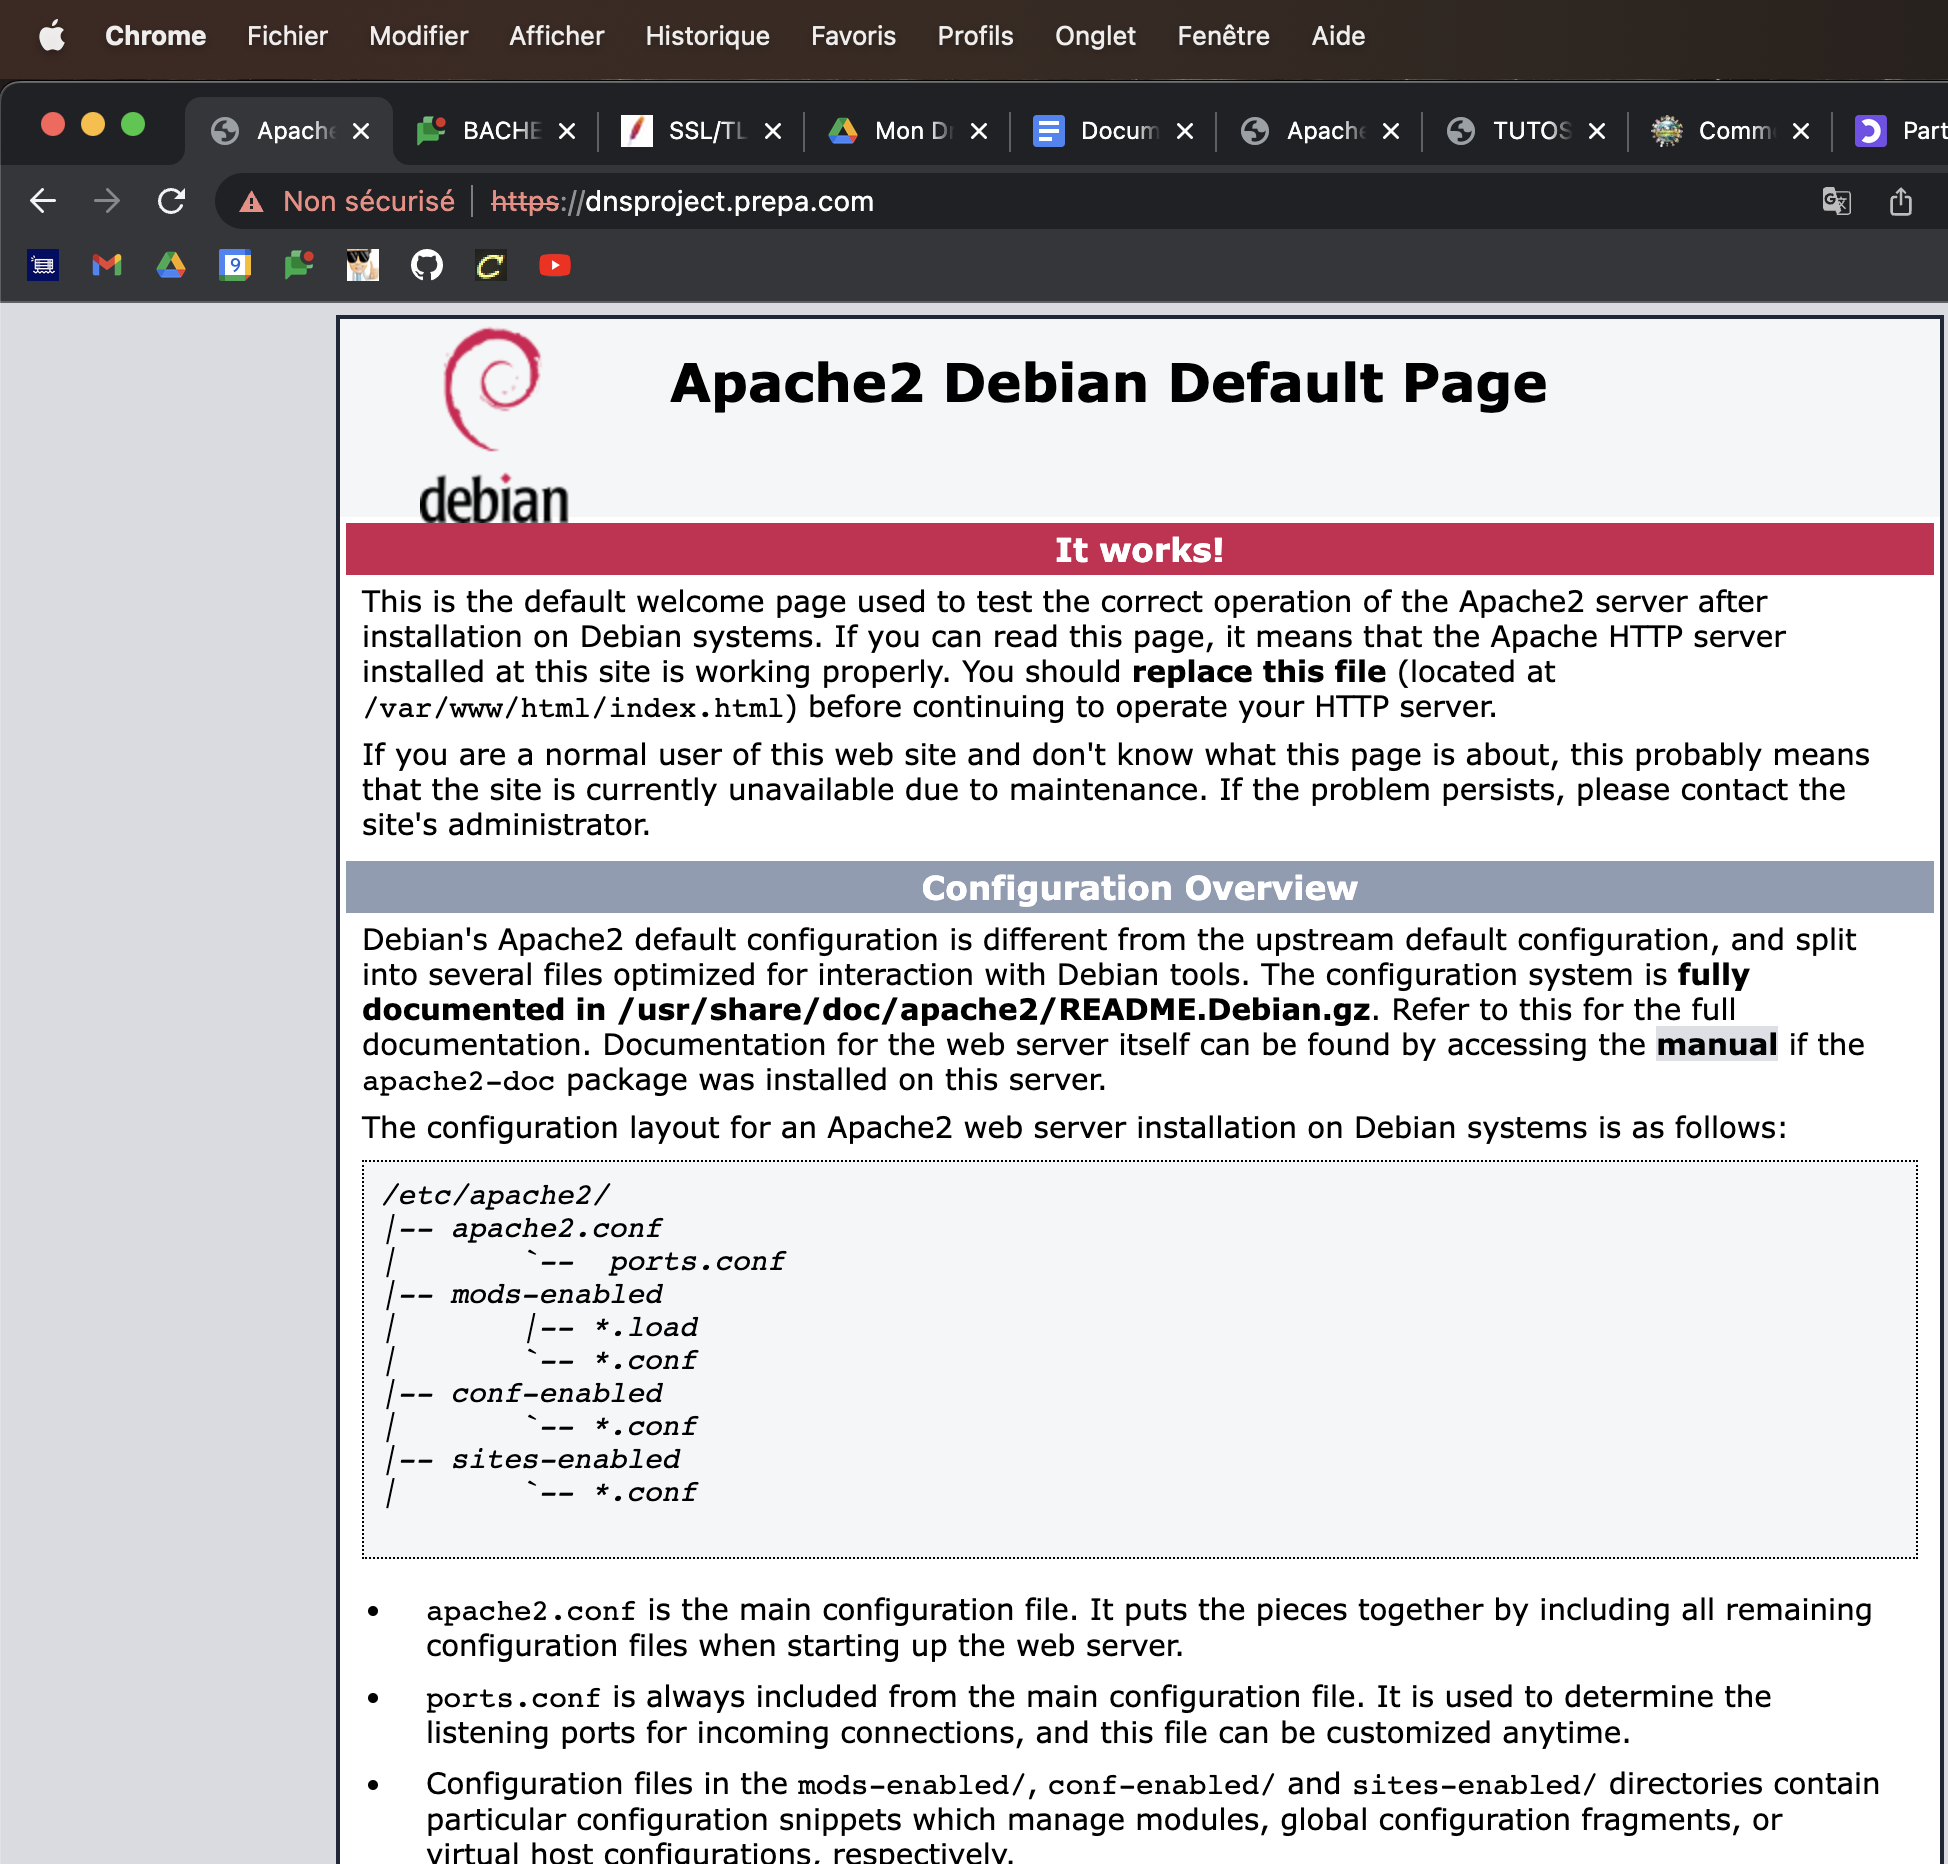 Chrome Fichier Modifier Afficher Historique Favoris Profils Onglet Fenêtre Aide
Apache BACHE SSL/TL Mon Dr Docum Apache TUTOS Comm Part
Non sécurisé https://dnsproject.prepa.com
9
debian
Apache2 Debian Default Page
It works!
This is the default welcome page used to test the correct operation of the Apache2 server after
installation on Debian systems. If you can read this page, it means that the Apache HTTP server
installed at this site is working properly. You should replace this file (located at
/var/www/html/index.html) before continuing to operate your HTTP server.
If you are a normal user of this web site and don't know what this page is about, this probably means
that the site is currently unavailable due to maintenance. If the problem persists, please contact the
site's administrator.
Configuration Overview
Debian's Apache2 default configuration is different from the upstream default configuration, and split
into several files optimized for interaction with Debian tools. The configuration system is fully
documented in /usr/share/doc/apache2/README.Debian.gz. Refer to this for the full
documentation. Documentation for the web server itself can be found by accessing the manual if the
apache2-doc package was installed on this server.
The configuration layout for an Apache2 web server installation on Debian systems is as follows:
/etc/apache2/
|-- apache2.conf
|       `--  ports.conf
|-- mods-enabled
|       |-- *.load
|       `-- *.conf
|-- conf-enabled
|       `-- *.conf
|-- sites-enabled
|       `-- *.conf
• apache2.conf is the main configuration file. It puts the pieces together by including all remaining
configuration files when starting up the web server.
• ports.conf is always included from the main configuration file. It is used to determine the
listening ports for incoming connections, and this file can be customized anytime.
• Configuration files in the mods-enabled/, conf-enabled/ and sites-enabled/ directories contain
particular configuration snippets which manage modules, global configuration fragments, or
virtual host configurations, respectively.